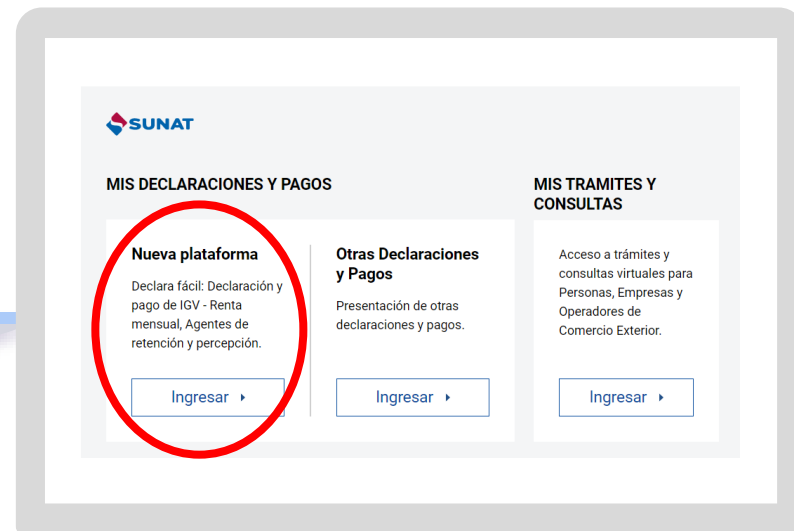 SUNAT
MIS DECLARACIONES Y PAGOS
Nueva plataforma
Declara fácil: Declaración y
pago de IGV - Renta
mensual, Agentes de
retención y percepción.
Ingresar
Otras Declaraciones
y Pagos
Presentación de otras
declaraciones y pagos.
Ingresar
MIS TRAMITES Y
CONSULTAS
Acceso a trámites y
consultas virtuales para
Personas, Empresas y
Operadores de
Comercio Exterior.
Ingresar